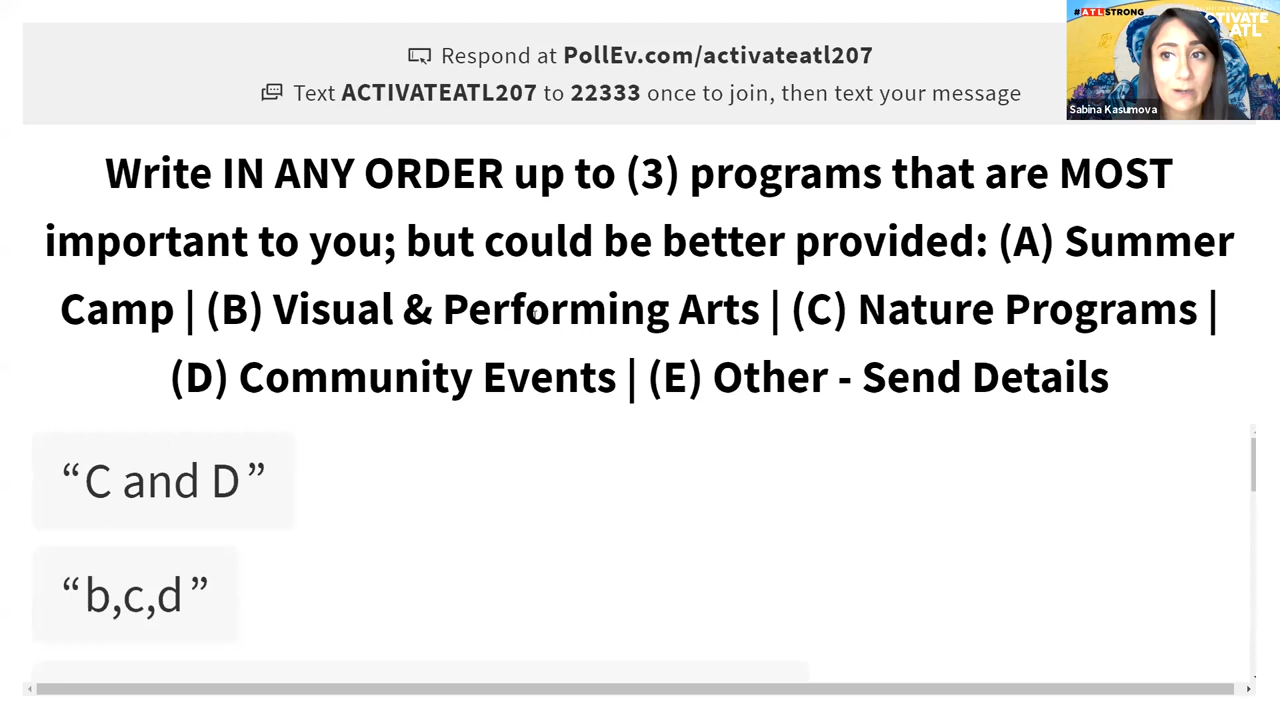 Respond at PollEv.com/activateatl207
Text ACTIVATEATL207 to 22333 once to join, then text your message
#ATLSTRONG
ATL
Sabina Kasumova
Write IN ANY ORDER up to (3) programs that are MOST
important to you; but could be better provided: (A) Summer
Camp | (B) Visual & Performing Arts | (C) Nature Programs |
(D) Community Events | (E) Other - Send Details
“C and D”
“b,c,d”